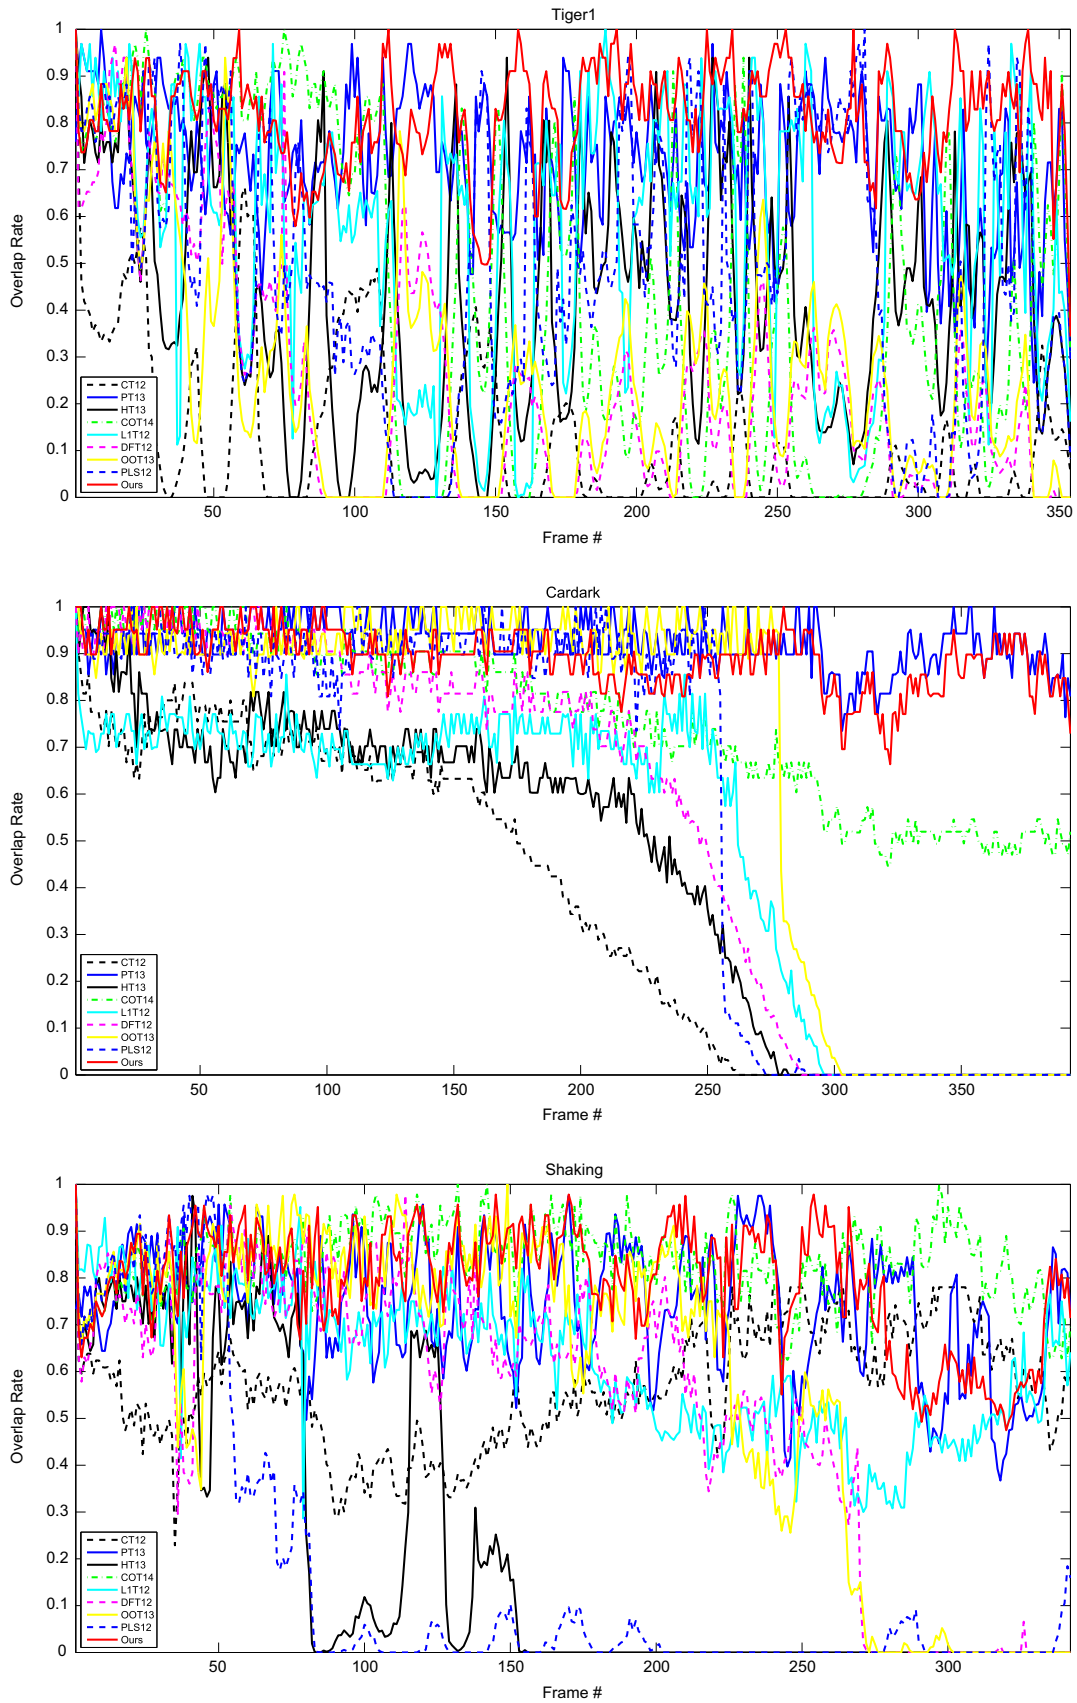 Tiger1
1
0.9
0.8
0.7
0.6
0.5
0.4
0.3
0.2
0.1
0
Overlap Rate
CT12
PT13
HT13
COT14
L1T12
DFT12
OOT13
PLS12
Ours
50 100 150 200 250 300 350
Frame #
Cardark
1
0.9
0.8
0.7
0.6
0.5
0.4
0.3
0.2
0.1
0
Overlap Rate
CT12
PT13
HT13
COT14
L1T12
DFT12
OOT13
PLS12
Ours
50 100 150 200 250 300 350
Frame #
Shaking
1
0.9
0.8
0.7
0.6
0.5
0.4
0.3
0.2
0.1
0
Overlap Rate
CT12
PT13
HT13
COT14
L1T12
DFT12
OOT13
PLS12
Ours
50 100 150 200 250 300
Frame #